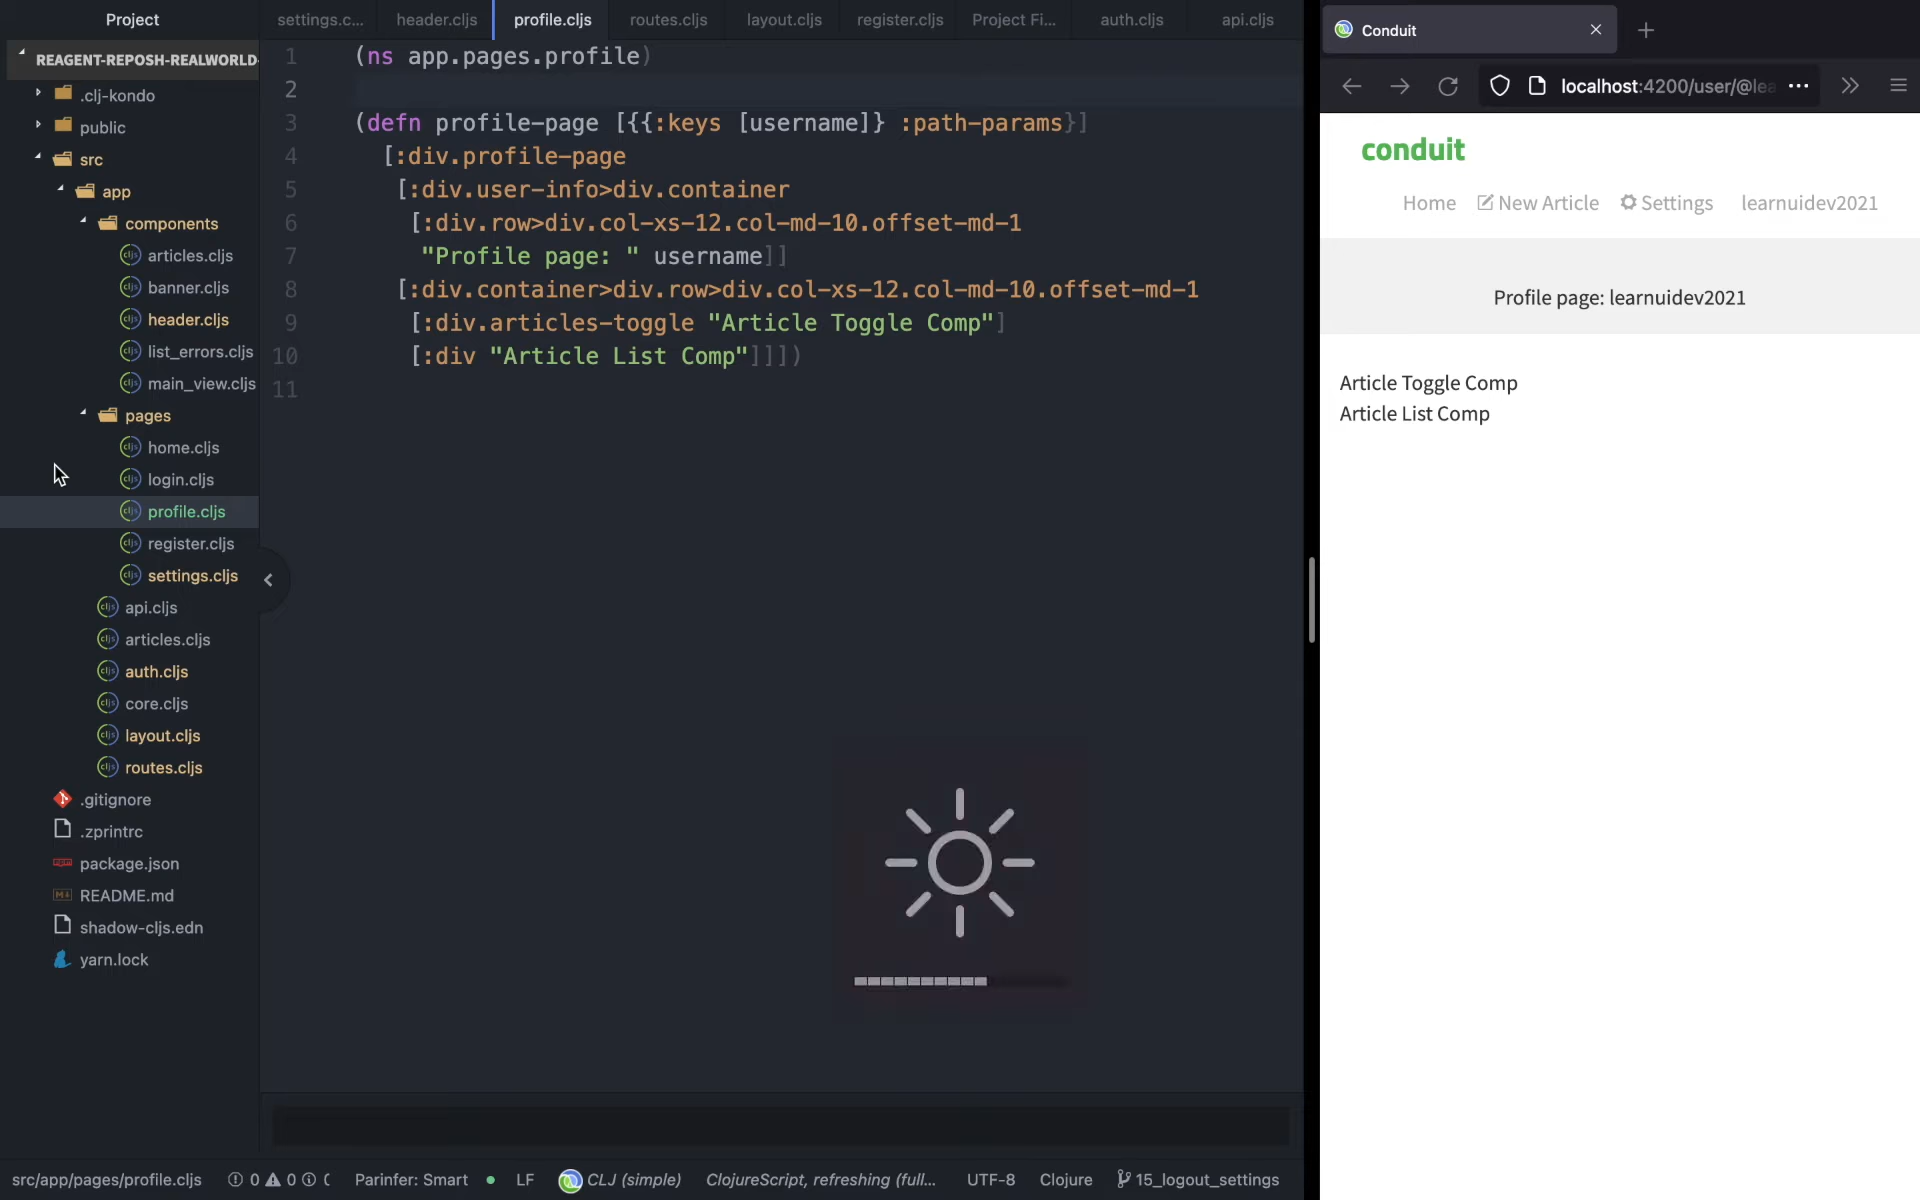 Project
REAGENT-REPOSH-REALWORLD-
.clj-kondo
public
src
app
components
articles.cljs
banner.cljs
header.cljs
list_errors.cljs
main_view.cljs
pages
home.cljs
login.cljs
profile.cljs
register.cljs
settings.cljs
api.cljs
articles.cljs
auth.cljs
core.cljs
layout.cljs
routes.cljs
.gitignore
.zprintrc
package.json
README.md
shadow-cljs.edn
yarn.lock
settings.c... header.cljs profile.cljs routes.cljs layout.cljs register.cljs Project Fi... auth.cljs api.cljs
1 (ns app.pages.profile)
2
3 (defn profile-page [{{:keys [username]} :path-params}]
4 [:div.profile-page
5 [:div.user-info>div.container
6 [:div.row>div.col-xs-12.col-md-10.offset-md-1
7 "Profile page: " username]]
8 [:div.container>div.row>div.col-xs-12.col-md-10.offset-md-1
9 [:div.articles-toggle "Article Toggle Comp"]
10 [:div "Article List Comp"]]])
11
src/app/pages/profile.cljs 0 0 Parinfer: Smart LF CLJ (simple) ClojureScript, refreshing (full... UTF-8 Clojure 15_logout_settings
Conduit
localhost:4200/user/@lea
conduit
Home New Article Settings learnuidev2021
Profile page: learnuidev2021
Article Toggle Comp
Article List Comp